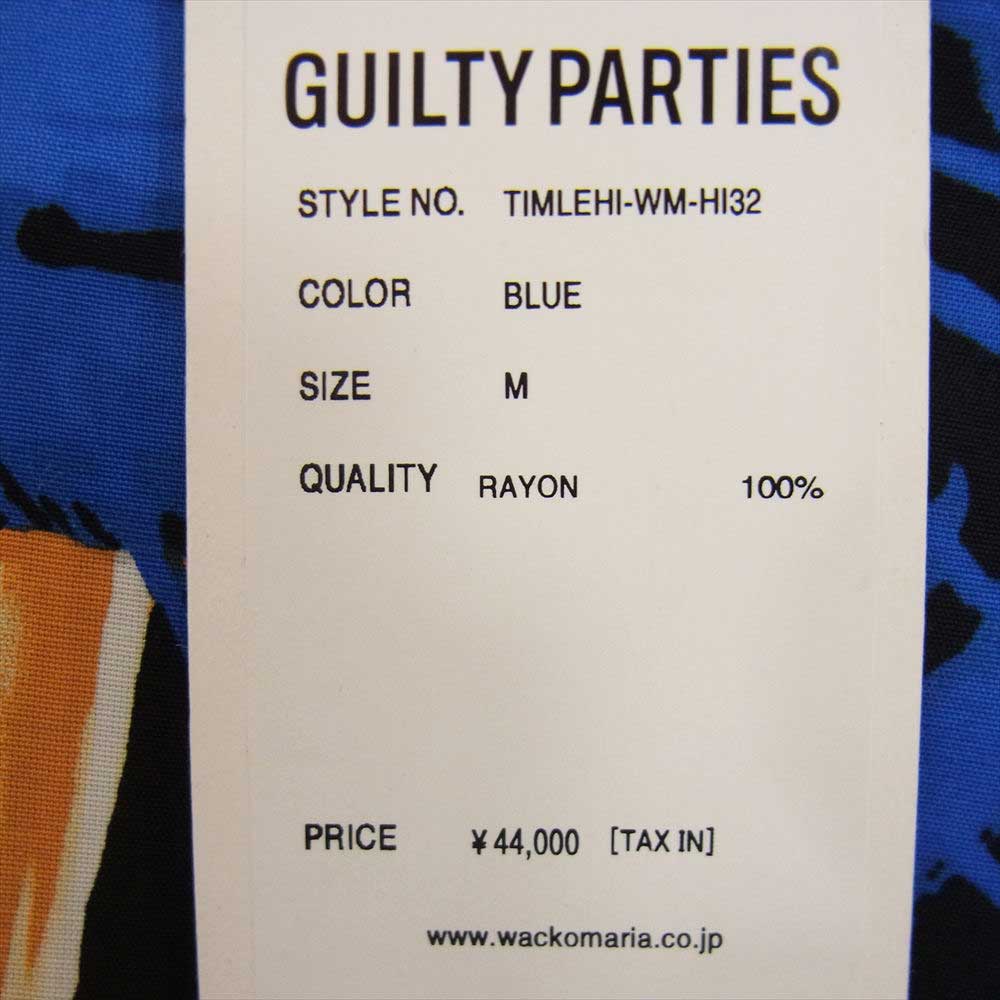 GUILTY PARTIES
STYLE NO. TIMLEHI-WM-HI32
COLOR BLUE
SIZE M
QUALITY RAYON 100%
PRICE ¥44,000 [TAX IN]
www.wackomaria.co.jp